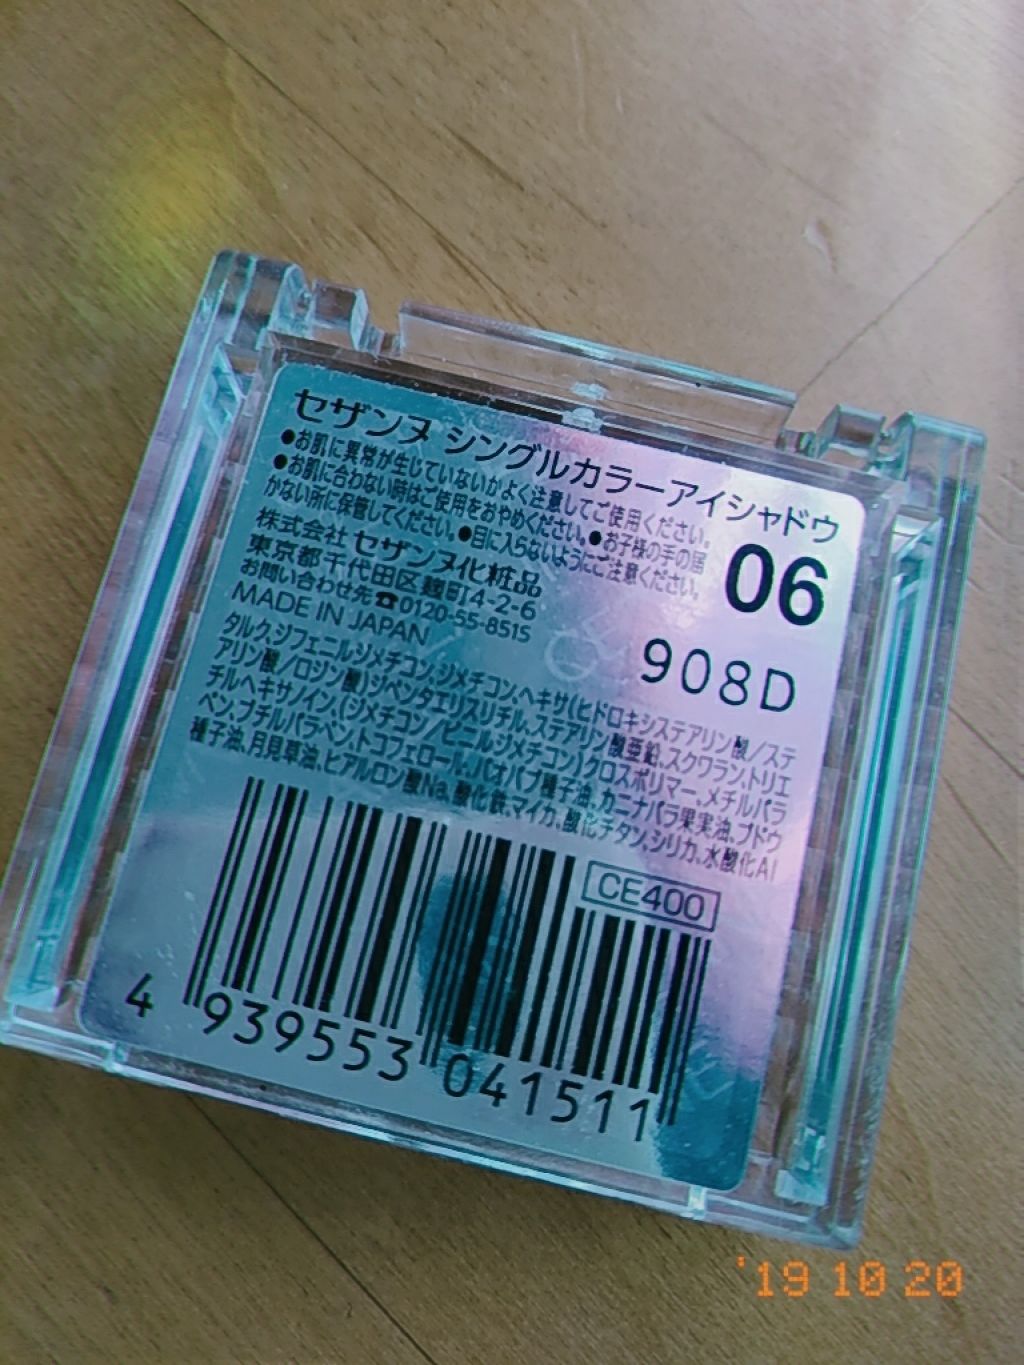 セザンヌ シングルカラーアイシャドウ
●お肌に異常が生じていないかよく注意してご使用ください。
●お肌に合わない時はご使用をおやめください。●お子様の手の届
かない所に保管してください。●目に入らないようにご注意ください。
06
株式会社 セザンヌ化粧品
東京都千代田区麹町4-2-6
お問い合わせ先☎0120-55-8515
MADE IN JAPAN
908D
タルク、ジフェニルジメチコン、ジメチコン、ヘキサ(ヒドロキシステアリン酸/ステ
アリン酸/ロジン酸)ジペンタエリスリチル、ステアリン酸亜鉛、スクワラン、トリエ
チルヘキサノイン、(ジメチコン/ビニルジメチコン)クロスポリマー、メチルパラ
ベン、ブチルパラベン、トコフェロール、バオバブ種子油、カニナバラ果実油、ブドウ
種子油、月見草油、ヒアルロン酸Na、酸化鉄、マイカ、酸化チタン、シリカ、水酸化Al
CE400
4 939553 041511
'19 10 20